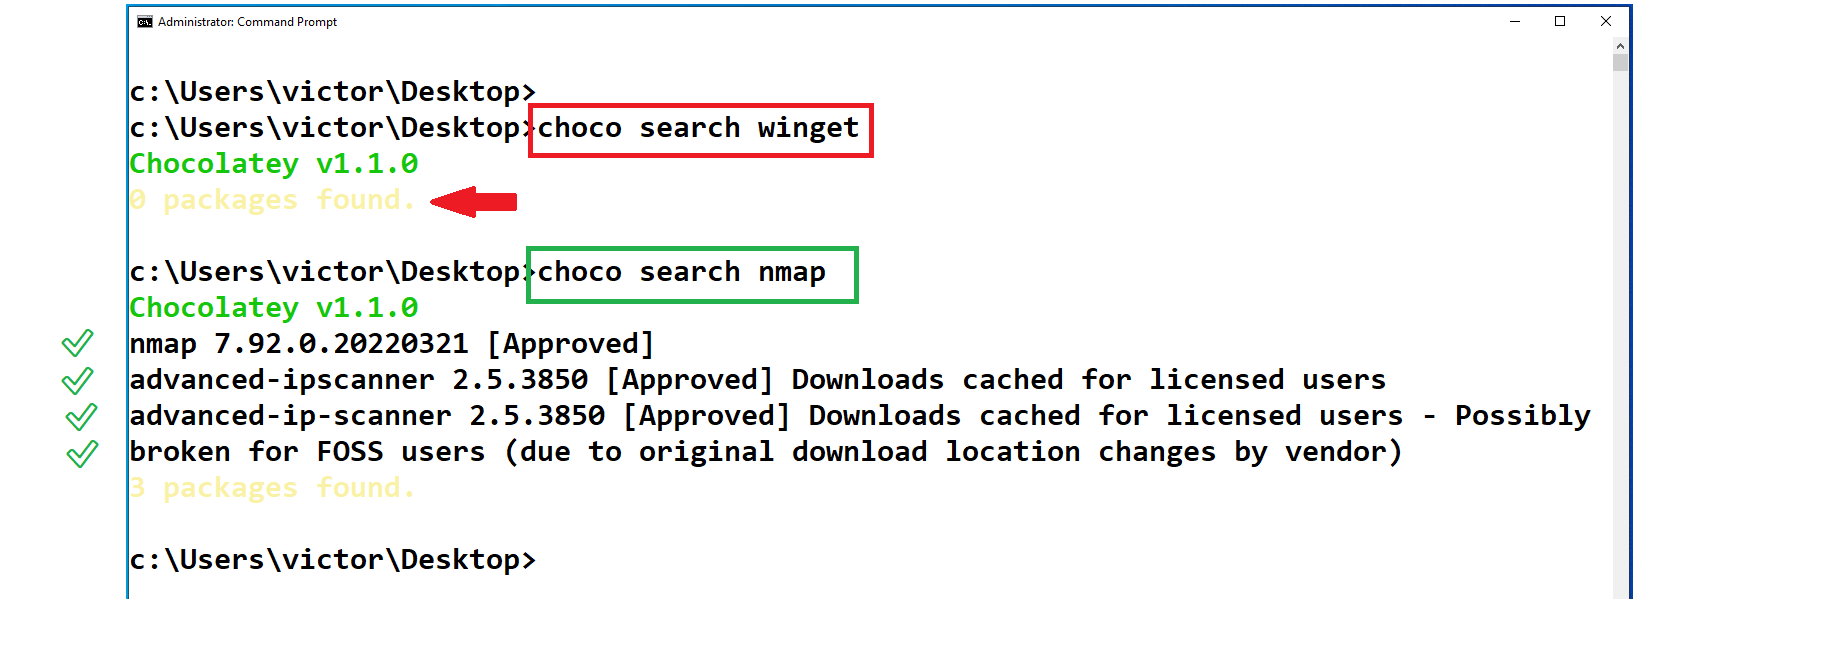 Administrator: Command Prompt
c:\Users\victor\Desktop>
c:\Users\victor\Desktop>choco search winget
Chocolatey v1.1.0
0 packages found.
c:\Users\victor\Desktop>choco search nmap
Chocolatey v1.1.0
nmap 7.92.0.20220321 [Approved]
advanced-ipscanner 2.5.3850 [Approved] Downloads cached for licensed users
advanced-ip-scanner 2.5.3850 [Approved] Downloads cached for licensed users - Possibly
broken for FOSS users (due to original download location changes by vendor)
3 packages found.
c:\Users\victor\Desktop>